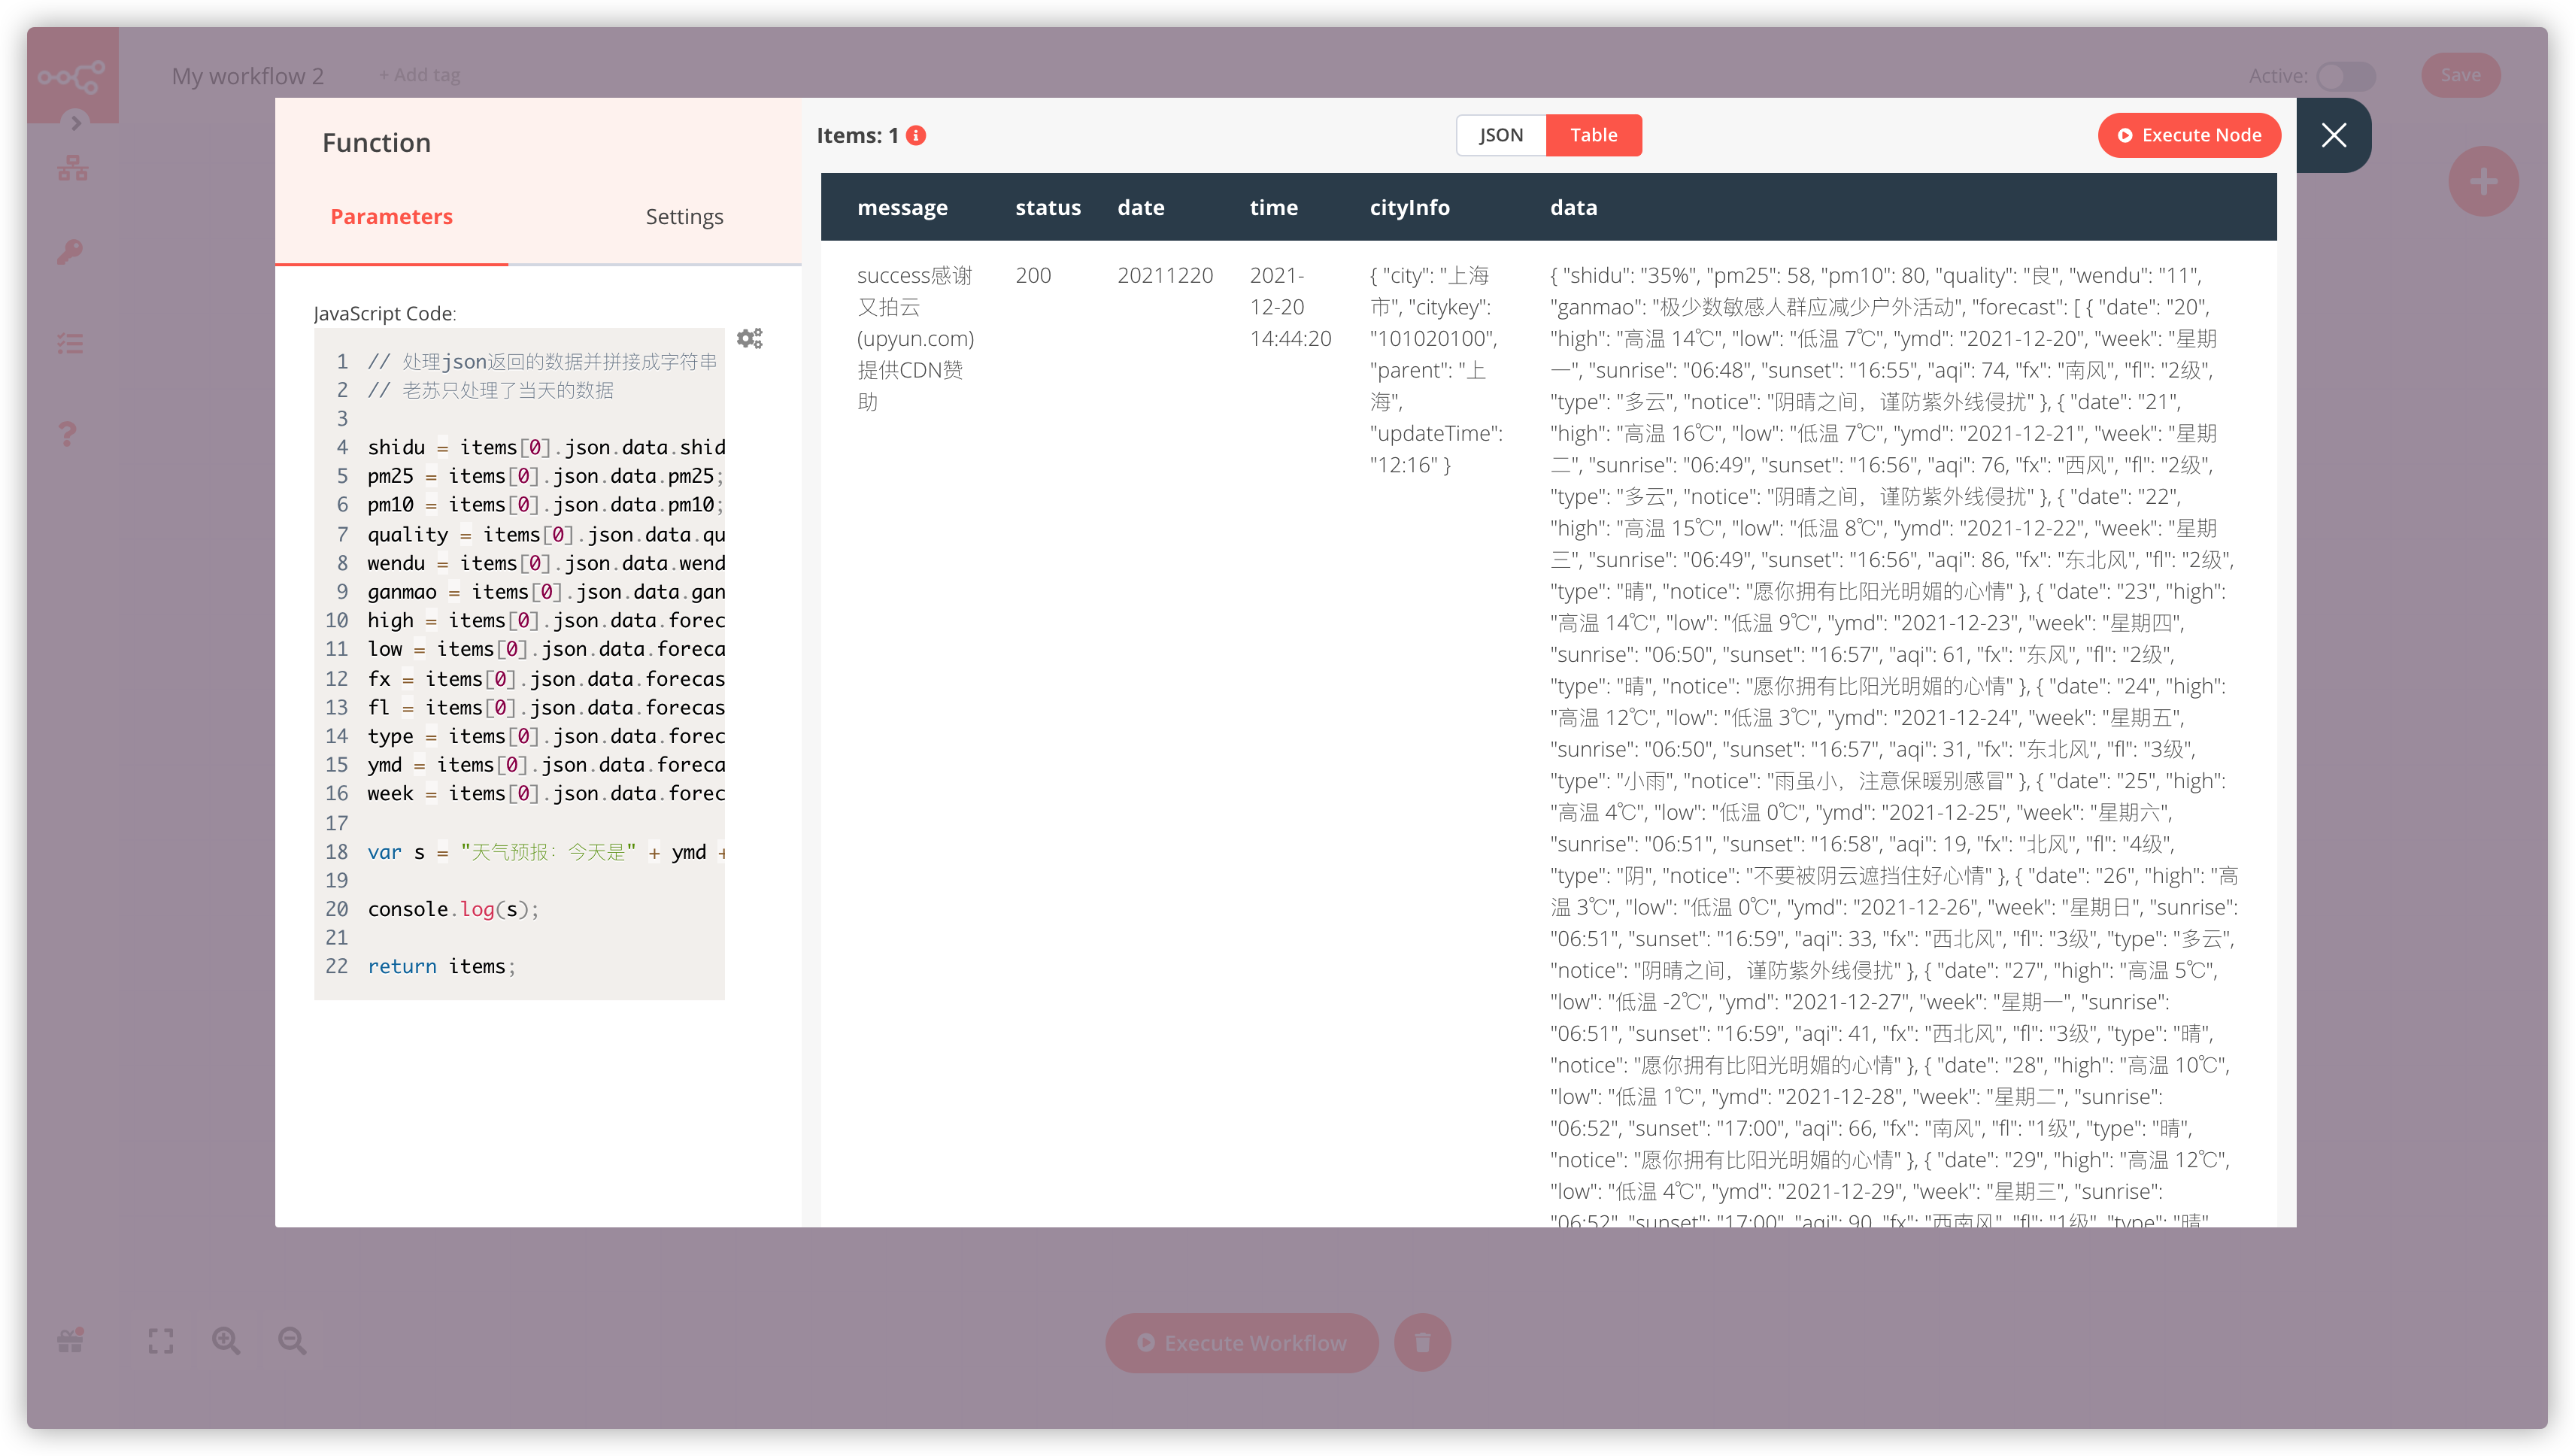 My workflow 2
+ Add tag
Active:
Save
Function
Parameters
Settings
JavaScript Code:
1 // 处理json返回的数据并拼接成字符串
2 // 老苏只处理了当天的数据
3
4 shidu = items[0].json.data.shid
5 pm25 = items[0].json.data.pm25;
6 pm10 = items[0].json.data.pm10;
7 quality = items[0].json.data.qu
8 wendu = items[0].json.data.wend
9 ganmao = items[0].json.data.gan
10 high = items[0].json.data.forec
11 low = items[0].json.data.foreca
12 fx = items[0].json.data.forecas
13 fl = items[0].json.data.forecas
14 type = items[0].json.data.forec
15 ymd = items[0].json.data.foreca
16 week = items[0].json.data.forec
17
18 var s = "天气预报：今天是" + ymd +
19
20 console.log(s);
21
22 return items;
Items: 1
JSON
Table
Execute Node
message status date time cityInfo data
success感谢
又拍云
(upyun.com)
提供CDN赞
助
200
20211220
2021-
12-20
14:44:20
{ "city": "上海
市", "citykey":
"101020100",
"parent": "上
海",
"updateTime":
"12:16" }
{ "shidu": "35%", "pm25": 58, "pm10": 80, "quality": "良", "wendu": "11",
"ganmao": "极少数敏感人群应减少户外活动", "forecast": [ { "date": "20",
"high": "高温 14℃", "low": "低温 7℃", "ymd": "2021-12-20", "week": "星期
一", "sunrise": "06:48", "sunset": "16:55", "aqi": 74, "fx": "南风", "fl": "2级",
"type": "多云", "notice": "阴晴之间，谨防紫外线侵扰" }, { "date": "21",
"high": "高温 16℃", "low": "低温 7℃", "ymd": "2021-12-21", "week": "星期
二", "sunrise": "06:49", "sunset": "16:56", "aqi": 76, "fx": "西风", "fl": "2级",
"type": "多云", "notice": "阴晴之间，谨防紫外线侵扰" }, { "date": "22",
"high": "高温 15℃", "low": "低温 8℃", "ymd": "2021-12-22", "week": "星期
三", "sunrise": "06:49", "sunset": "16:56", "aqi": 86, "fx": "东北风", "fl": "2级",
"type": "晴", "notice": "愿你拥有比阳光明媚的心情" }, { "date": "23", "high":
"高温 14℃", "low": "低温 9℃", "ymd": "2021-12-23", "week": "星期四",
"sunrise": "06:50", "sunset": "16:57", "aqi": 61, "fx": "东风", "fl": "2级",
"type": "晴", "notice": "愿你拥有比阳光明媚的心情" }, { "date": "24", "high":
"高温 12℃", "low": "低温 3℃", "ymd": "2021-12-24", "week": "星期五",
"sunrise": "06:50", "sunset": "16:57", "aqi": 31, "fx": "东北风", "fl": "3级",
"type": "小雨", "notice": "雨虽小，注意保暖别感冒" }, { "date": "25", "high":
"高温 4℃", "low": "低温 0℃", "ymd": "2021-12-25", "week": "星期六",
"sunrise": "06:51", "sunset": "16:58", "aqi": 19, "fx": "北风", "fl": "4级",
"type": "阴", "notice": "不要被阴云遮挡住好心情" }, { "date": "26", "high": "高
温 3℃", "low": "低温 0℃", "ymd": "2021-12-26", "week": "星期日", "sunrise":
"06:51", "sunset": "16:59", "aqi": 33, "fx": "西北风", "fl": "3级", "type": "多云",
"notice": "阴晴之间，谨防紫外线侵扰" }, { "date": "27", "high": "高温 5℃",
"low": "低温 -2℃", "ymd": "2021-12-27", "week": "星期一", "sunrise":
"06:51", "sunset": "16:59", "aqi": 41, "fx": "西北风", "fl": "3级", "type": "晴",
"notice": "愿你拥有比阳光明媚的心情" }, { "date": "28", "high": "高温 10℃",
"low": "低温 1℃", "ymd": "2021-12-28", "week": "星期二", "sunrise":
"06:52", "sunset": "17:00", "aqi": 66, "fx": "南风", "fl": "1级", "type": "晴",
"notice": "愿你拥有比阳光明媚的心情" }, { "date": "29", "high": "高温 12℃",
"low": "低温 4℃", "ymd": "2021-12-29", "week": "星期三", "sunrise":
"06:52", "sunset": "17:00", "aqi": 90, "fx": "西南风", "fl": "1级", "type": "晴"
Execute Workflow